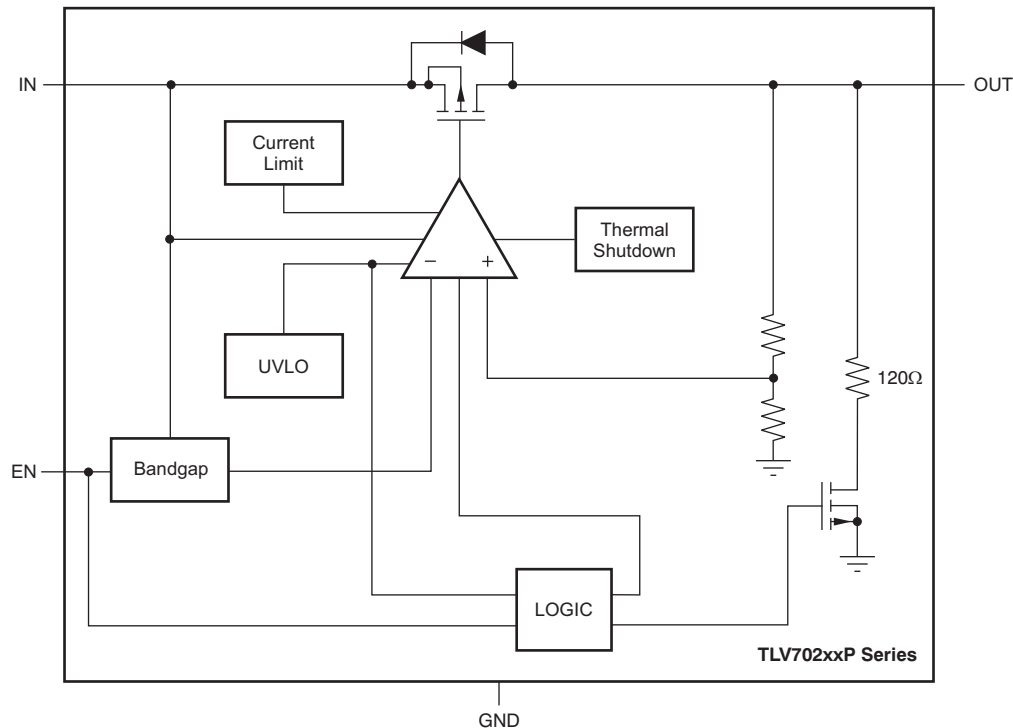 IN
OUT
Current
Limit
Thermal
Shutdown
−
+
UVLO
120Ω
EN
Bandgap
LOGIC
TLV702xxP Series
GND